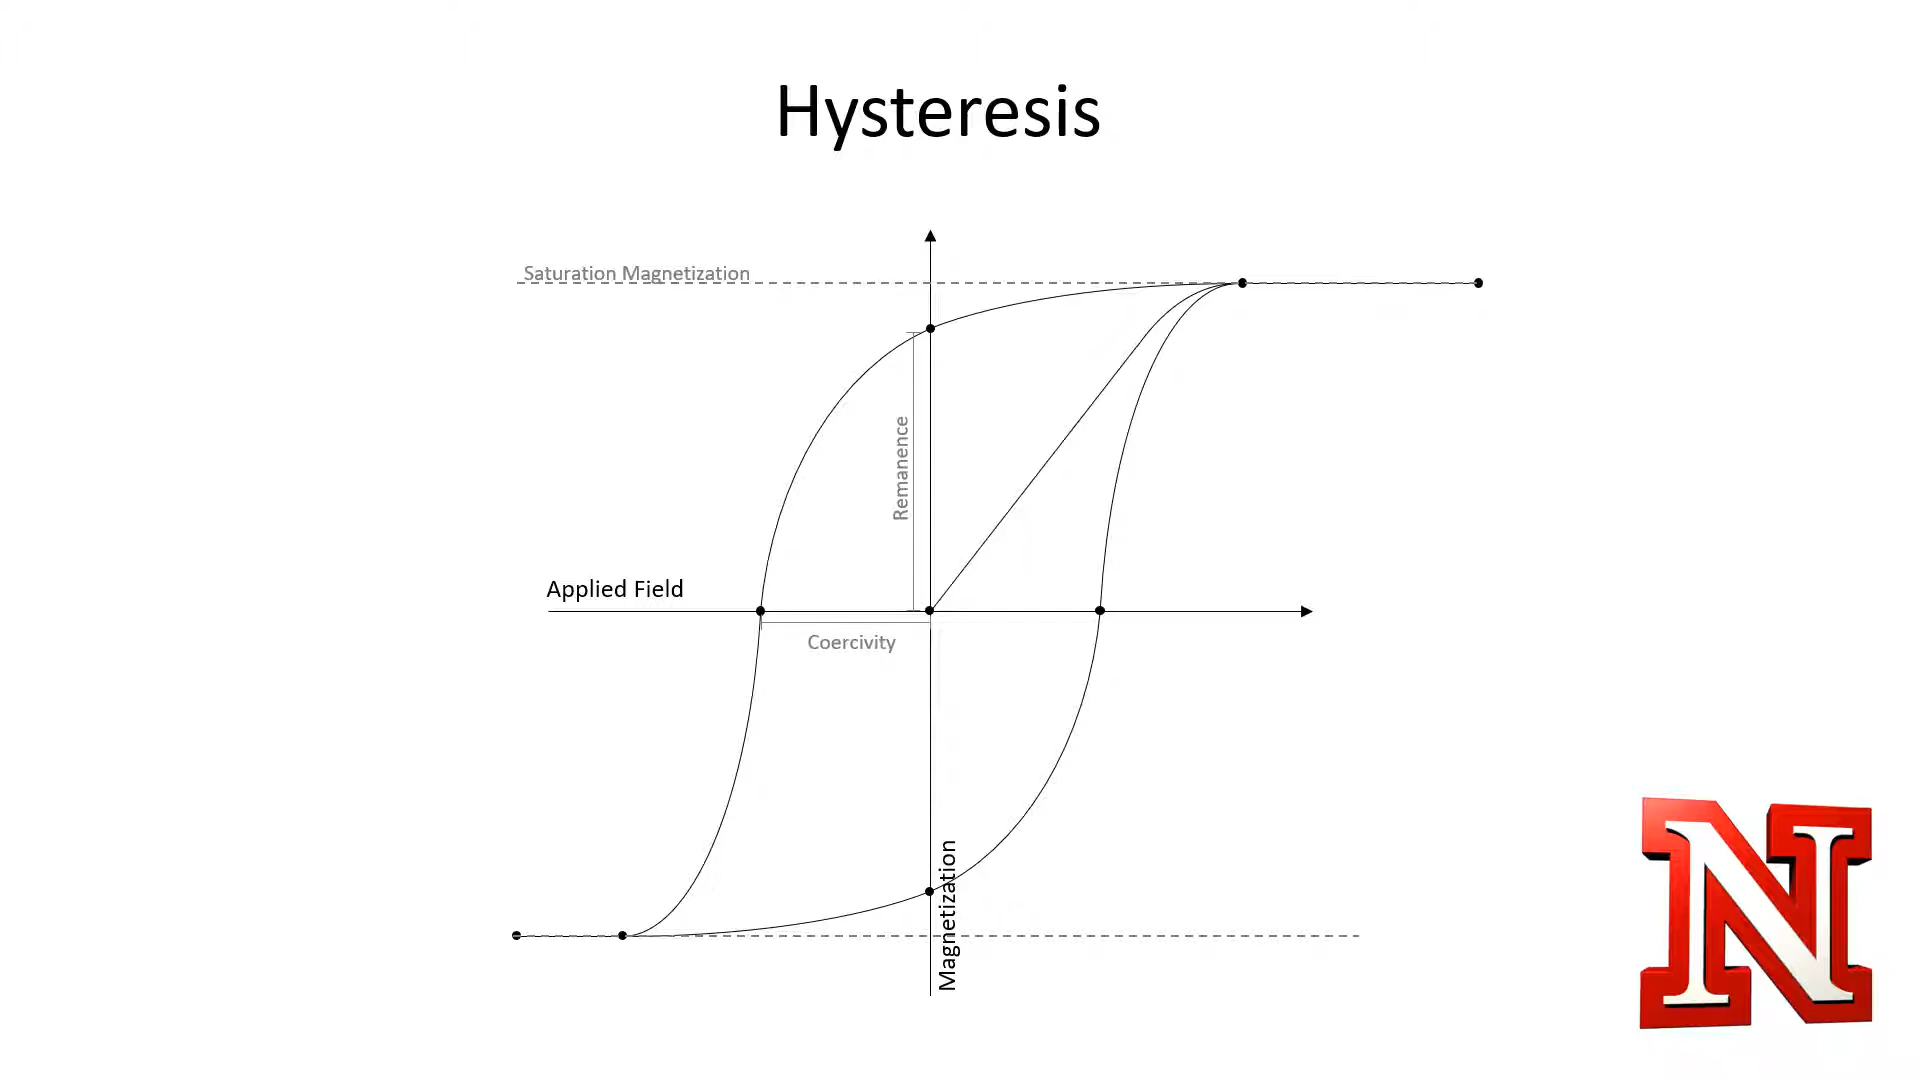 Hysteresis
Saturation Magnetization
Remanence
Applied Field
Coercivity
Magnetization
N